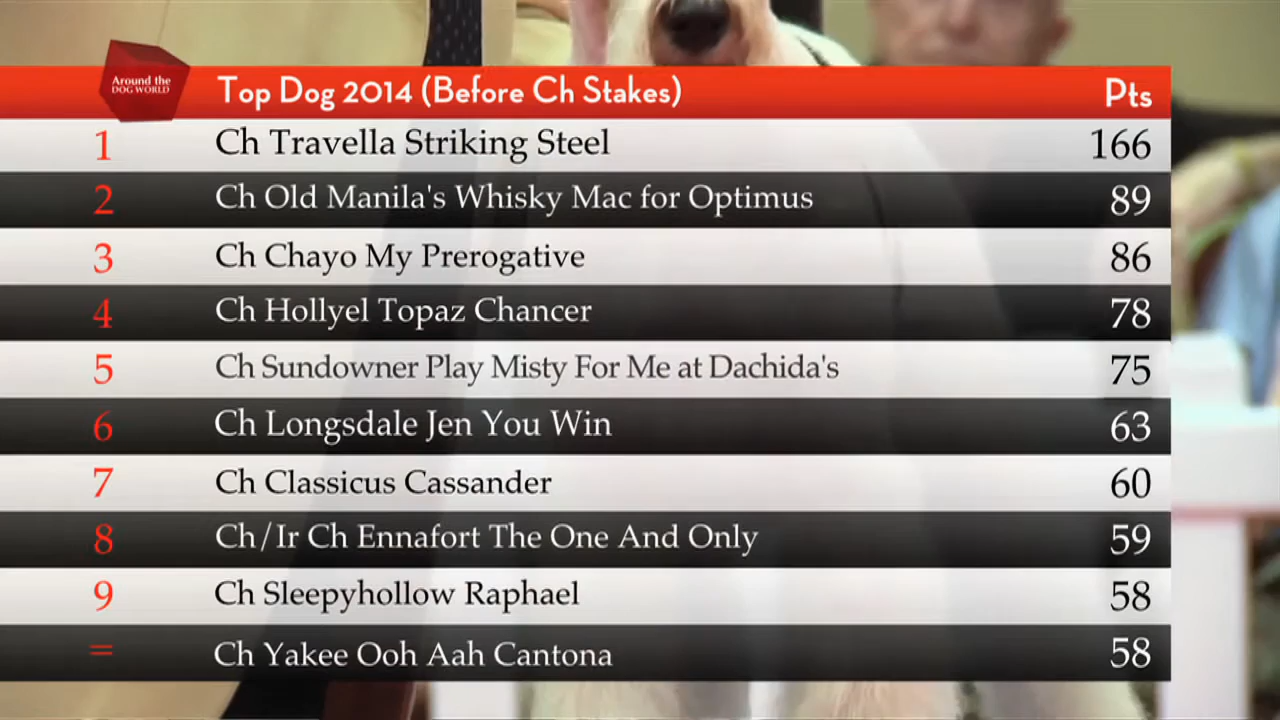 Around the
DOG WORLD
Top Dog 2014 (Before Ch Stakes) Pts
1 Ch Travella Striking Steel 166
2 Ch Old Manila's Whisky Mac for Optimus 89
3 Ch Chayo My Prerogative 86
4 Ch Hollyel Topaz Chancer 78
5 Ch Sundowner Play Misty For Me at Dachida's 75
6 Ch Longsdale Jen You Win 63
7 Ch Classicus Cassander 60
8 Ch/Ir Ch Ennafort The One And Only 59
9 Ch Sleepyhollow Raphael 58
= Ch Yakee Ooh Aah Cantona 58